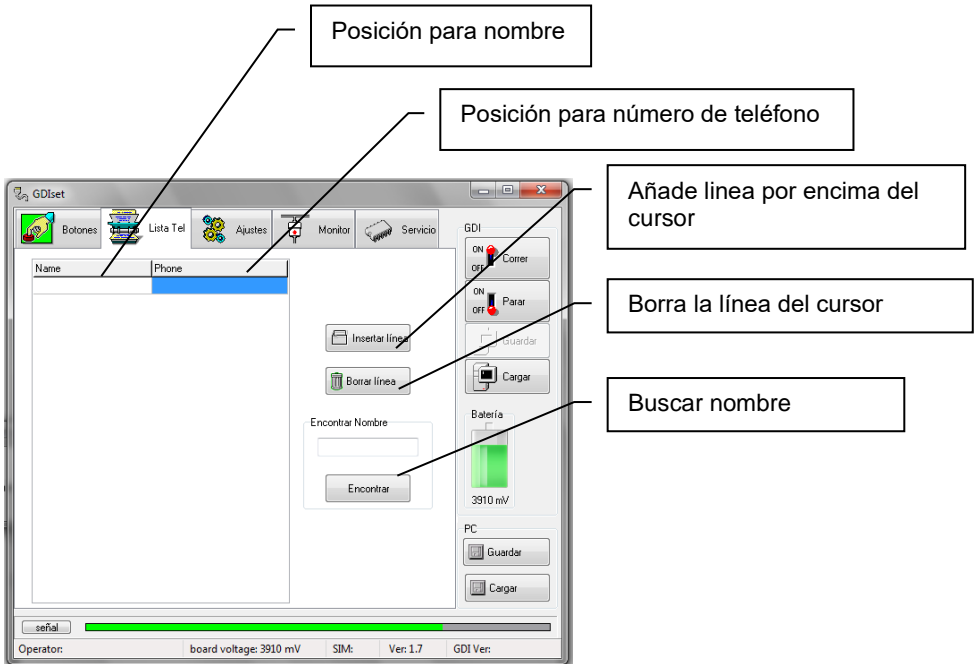 Posición para nombre
Posición para número de teléfono
Añade linea por encima del
cursor
Borra la línea del cursor
Buscar nombre
GDIset
Botones
Lista Tel
Ajustes
Monitor
Servicio
Name
Phone
Insertar línea
Borrar línea
Encontrar Nombre
Encontrar
GDI
ON
OFF
Correr
ON
OFF
Parar
Guardar
Cargar
Batería
3910 mV
PC
Guardar
Cargar
señal
Operator:
board voltage: 3910 mV
SIM:
Ver: 1.7
GDI Ver: